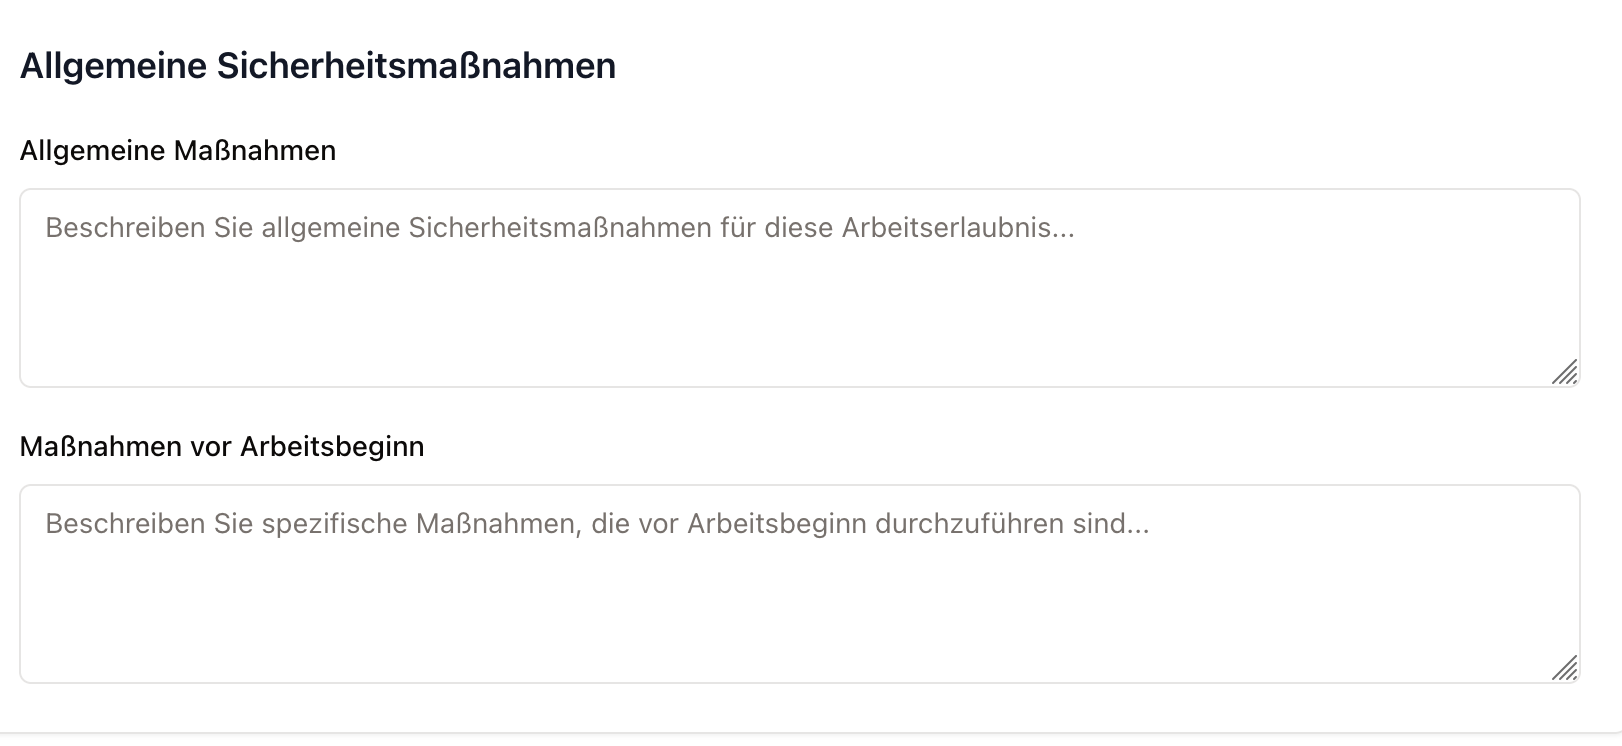 Allgemeine Sicherheitsmaßnahmen
Allgemeine Maßnahmen
Beschreiben Sie allgemeine Sicherheitsmaßnahmen für diese Arbeitserlaubnis...
Maßnahmen vor Arbeitsbeginn
Beschreiben Sie spezifische Maßnahmen, die vor Arbeitsbeginn durchzuführen sind...